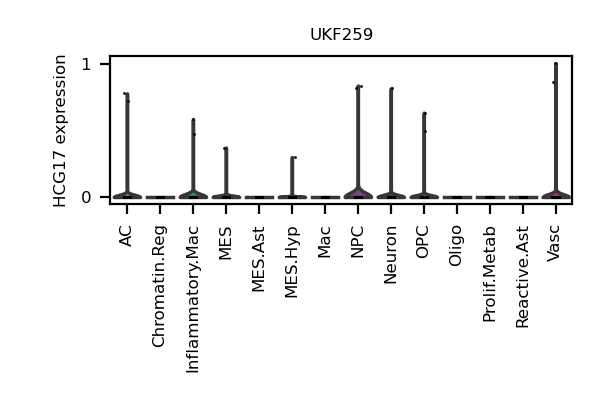 UKF259
HCG17 expression
1
0
AC
Chromatin.Reg
Inflammatory.Mac
MES
MES.Ast
MES.Hyp
Mac
NPC
Neuron
OPC
Oligo
Prolif.Metab
Reactive.Ast
Vasc